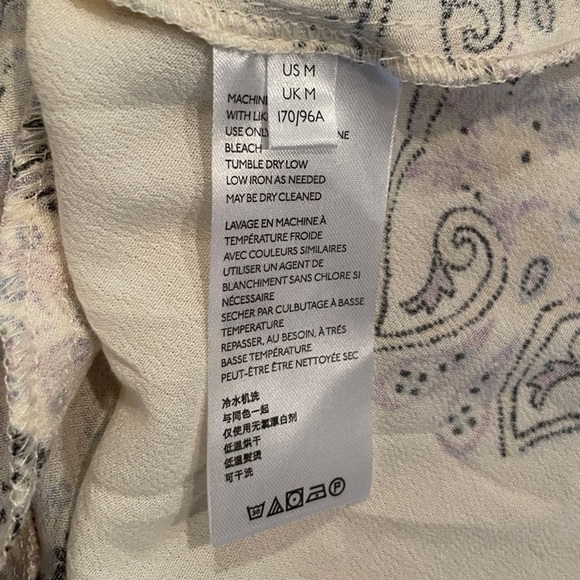 US M
UK M
170/96A
MACHINE
WITH LIK
USE ONLY NE
BLEACH
TUMBLE DRY LOW
LOW IRON AS NEEDED
MAY BE DRY CLEANED
LAVAGE EN MACHINE À
TEMPÉRATURE FROIDE
AVEC COULEURS SIMILAIRES
UTILISER UN AGENT DE
BLANCHIMENT SANS CHLORE SI
NÉCESSAIRE
SECHER PAR CULBUTAGE À BASSE
TEMPERATURE
REPASSER, AU BESOIN, À TRÉS
BASSE TEMPÉRATURE
PEUT-ÊTRE ÊTRE NETTOYÉE SEC
冷水机洗
与同色一起
仅使用无氯漂白剂
低温烘干
低温熨烫
可干洗
30 P